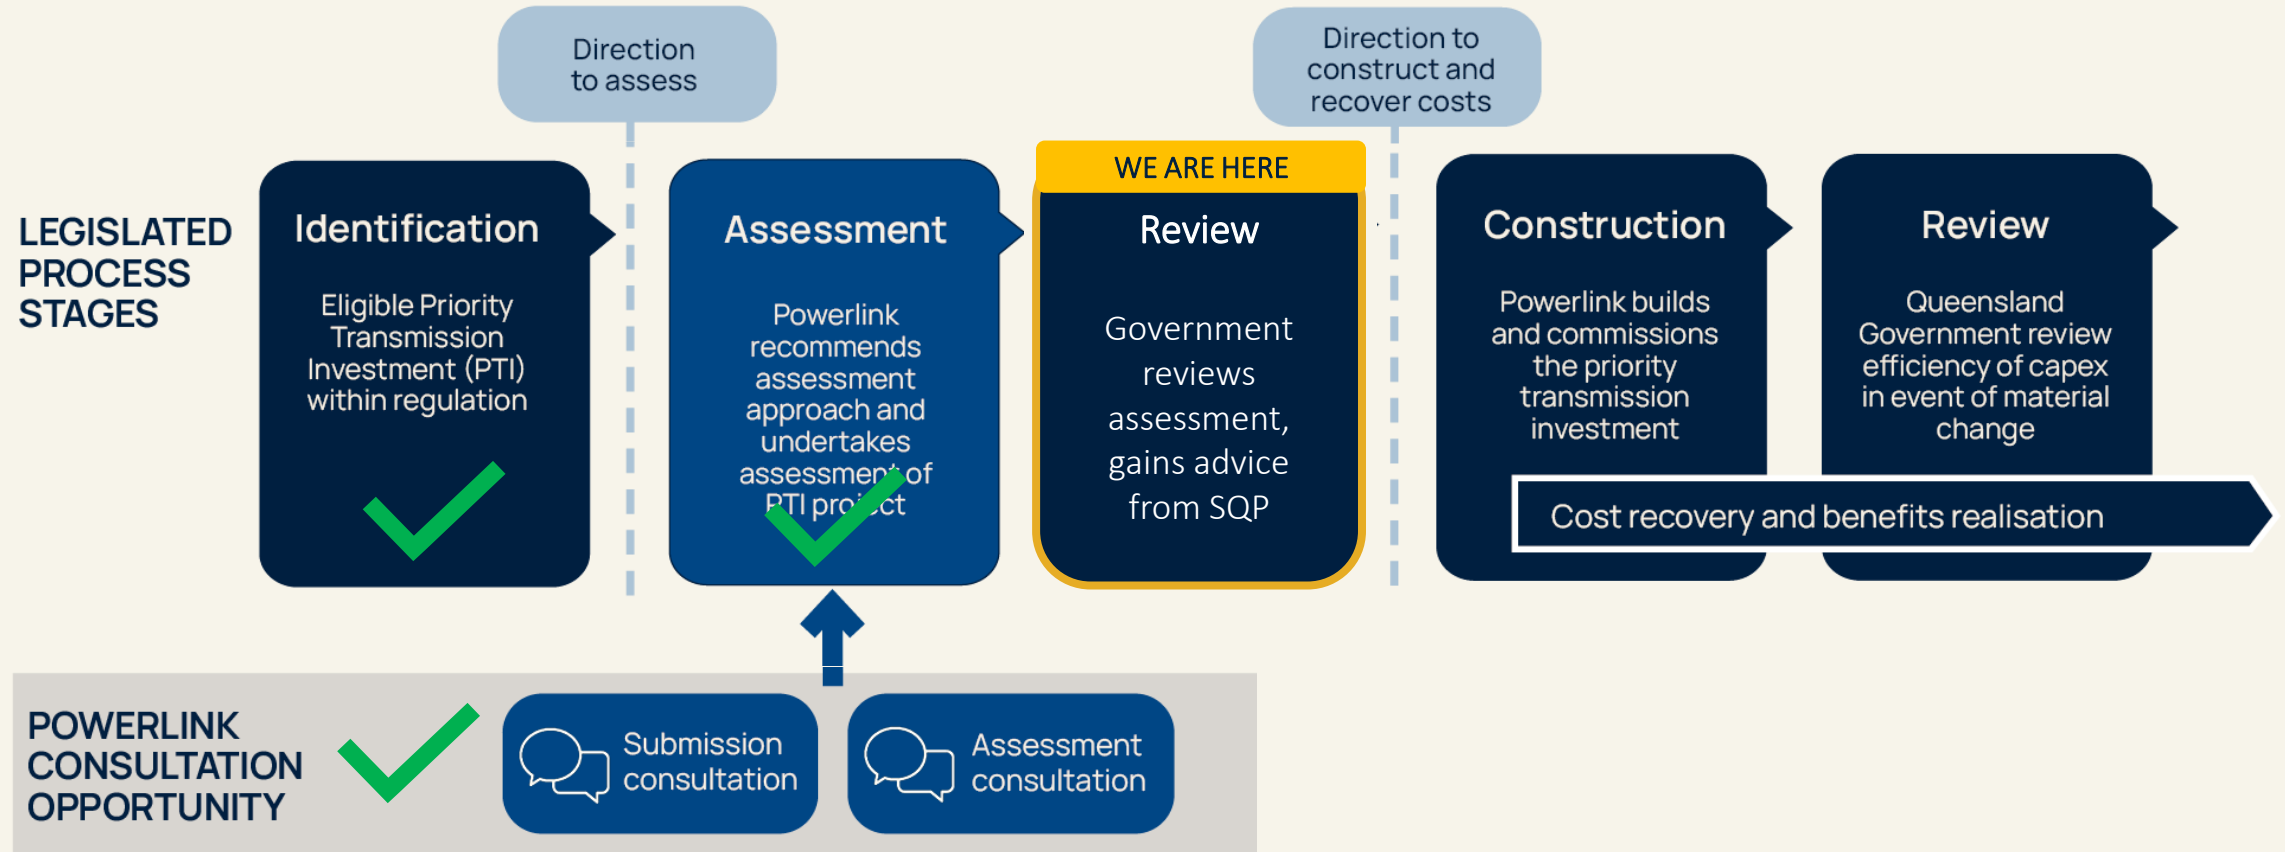 Direction
to assess
Direction to
construct and
recover costs
LEGISLATED
PROCESS
STAGES
Identification
Eligible Priority
Transmission
Investment (PTI)
within regulation
Assessment
Powerlink
recommends
assessment
approach and
undertakes
assessment of
PTI project
WE ARE HERE
Review
Government
reviews
assessment,
gains advice
from SQP
Construction
Powerlink builds
and commissions
the priority
transmission
investment
Review
Queensland
Government review
efficiency of capex
in event of material
change
Cost recovery and benefits realisation
POWERLINK
CONSULTATION
OPPORTUNITY
Submission
consultation
Assessment
consultation